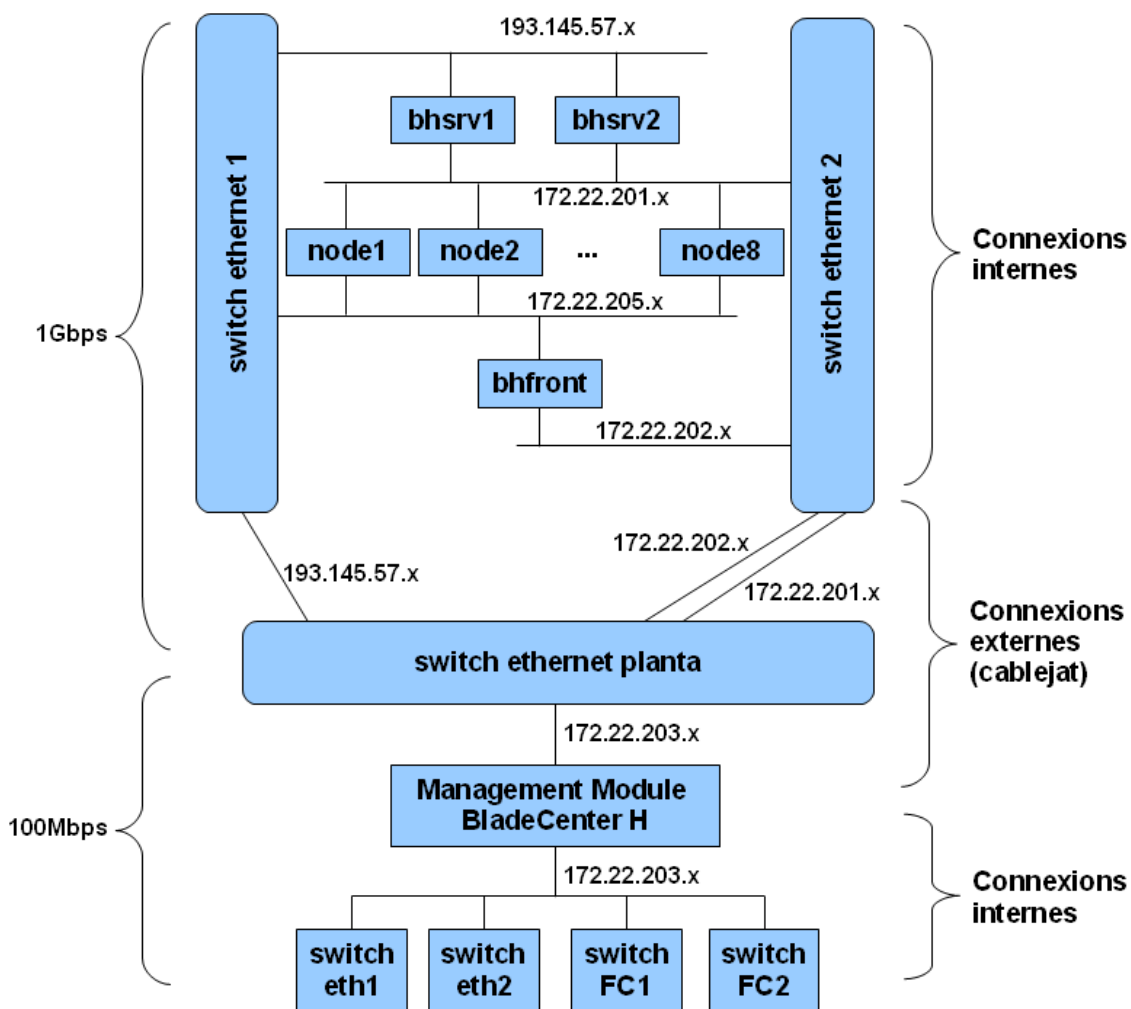 193.145.57.x
switch ethernet 1
bhsrv1
bhsrv2
switch ethernet 2
172.22.201.x
node1
node2
...
node8
Connexions
internes
172.22.205.x
1Gbps
bhfront
172.22.202.x
172.22.202.x
193.145.57.x
172.22.201.x
Connexions
externes
(cablejat)
switch ethernet planta
172.22.203.x
Management Module
BladeCenter H
100Mbps
172.22.203.x
Connexions
internes
switch
eth1
switch
eth2
switch
FC1
switch
FC2